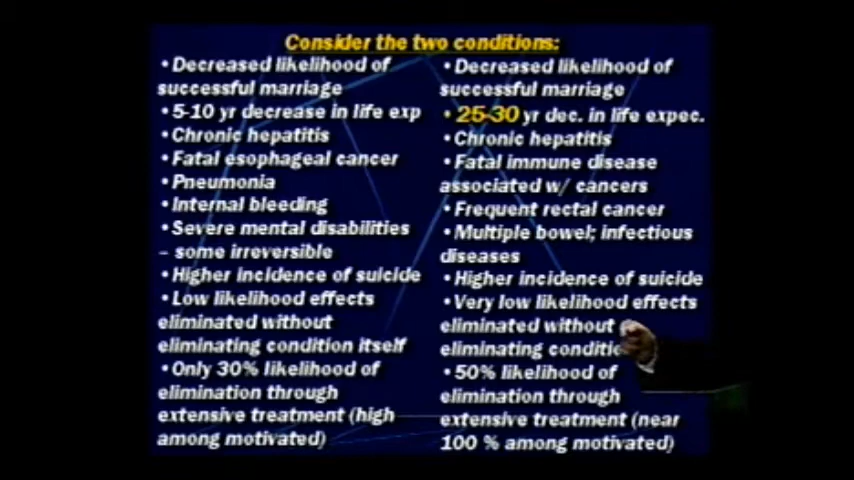 Consider the two conditions:
• Decreased likelihood of
successful marriage
• 5-10 yr decrease in life exp
• Chronic hepatitis
• Fatal esophageal cancer
• Pneumonia
• Internal bleeding
• Severe mental disabilities
– some irreversible
• Higher incidence of suicide
• Low likelihood effects
eliminated without
eliminating condition itself
• Only 30% likelihood of
elimination through
extensive treatment (high
among motivated)
• Decreased likelihood of
successful marriage
• 25-30 yr dec. in life expec.
• Chronic hepatitis
• Fatal immune disease
associated w/ cancers
• Frequent rectal cancer
• Multiple bowel; infectious
diseases
• Higher incidence of suicide
• Very low likelihood effects
eliminated without
eliminating
• 50% likelihood of
elimination through
extensive treatment (near
100 % among motivated)